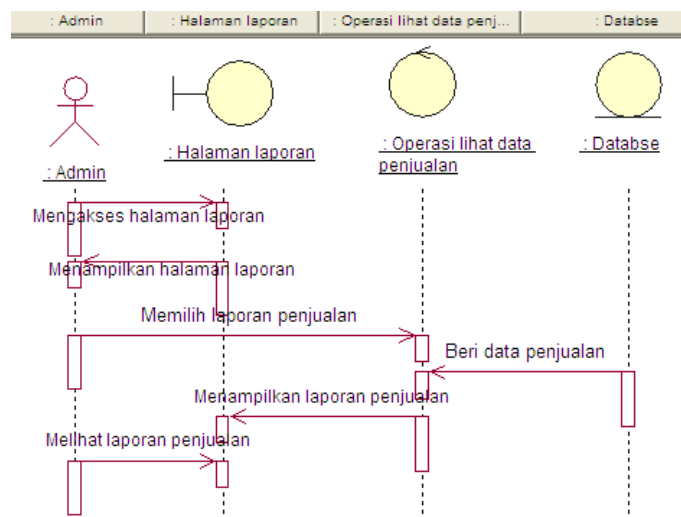 : Admin
: Halaman laporan
: Operasi lihat data penj...
: Databse
: Admin
: Halaman laporan
: Operasi lihat data
penjualan
: Databse
Mengakses halaman laporan
Menampilkan halaman laporan
Memilih laporan penjualan
Beri data penjualan
Menampilkan laporan penjualan
Melihat laporan penjualan